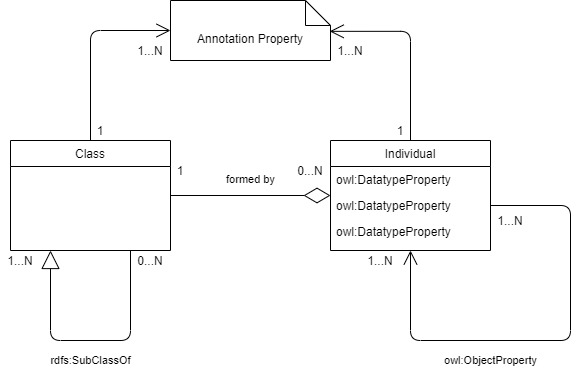 Annotation Property
1...N
1...N
1
1
Class
Individual
1
formed by
0...N
owl:DatatypeProperty
owl:DatatypeProperty
owl:DatatypeProperty
1...N
1...N
0...N
1...N
rdfs:SubClassOf
owl:ObjectProperty